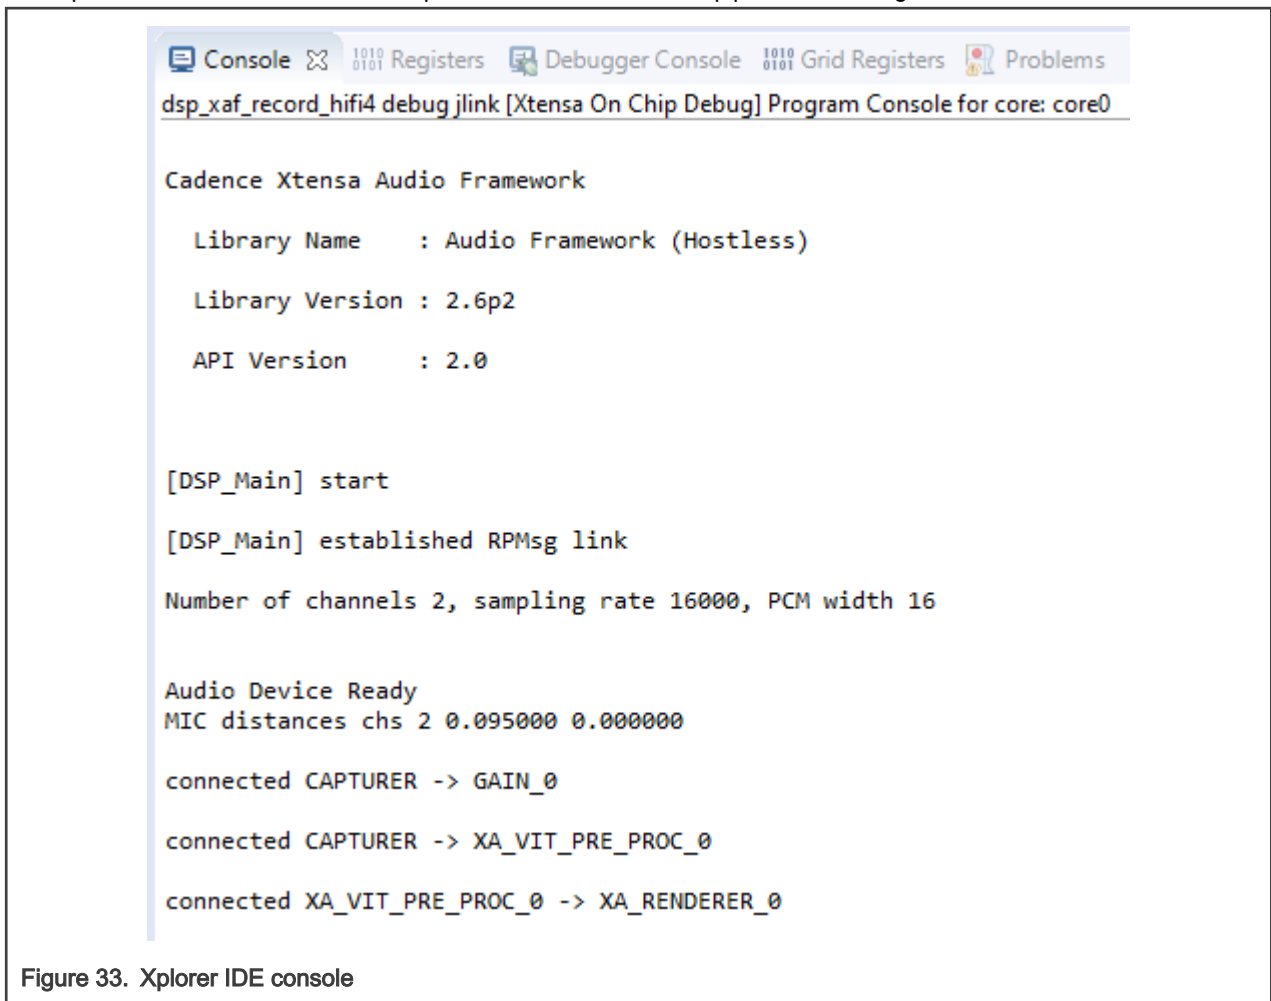 Console Registers Debugger Console Grid Registers Problems
dsp_xaf_record_hifi4 debug jlink [Xtensa On Chip Debug] Program Console for core: core0
Cadence Xtensa Audio Framework
Library Name : Audio Framework (Hostless)
Library Version : 2.6p2
API Version : 2.0
[DSP_Main] start
[DSP_Main] established RPMsg link
Number of channels 2, sampling rate 16000, PCM width 16
Audio Device Ready
MIC distances chs 2 0.095000 0.000000
connected CAPTURER -> GAIN_0
connected CAPTURER -> XA_VIT_PRE_PROC_0
connected XA_VIT_PRE_PROC_0 -> XA_RENDERER_0
Figure 33. Xplorer IDE console